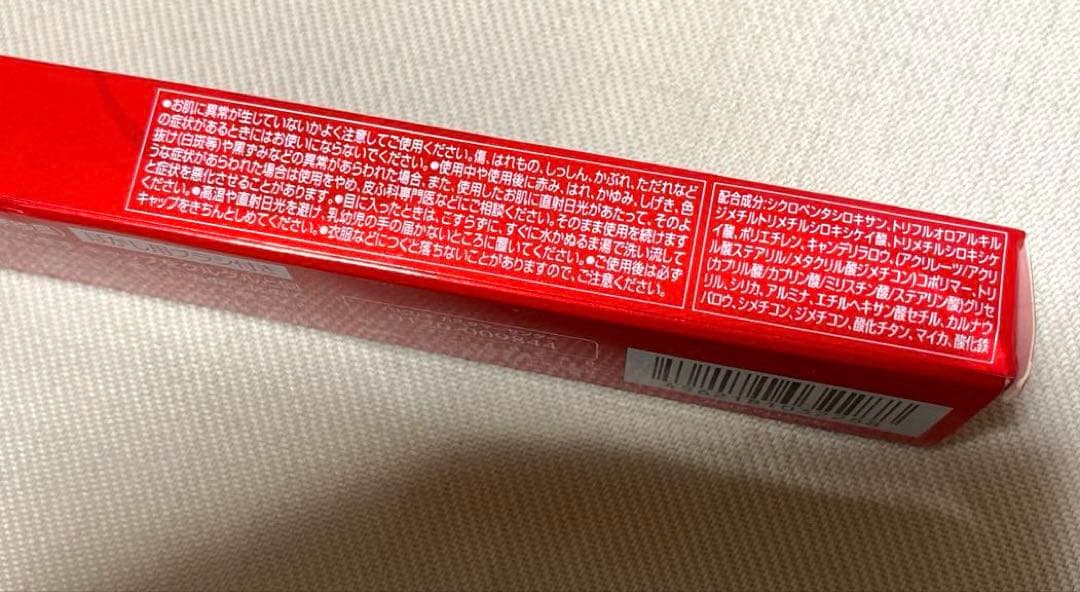 ●お肌に異常が生じていないかよく注意してご使用ください。傷、はれもの、しっしん、かぶれ、ただれなど
の症状があるときにはお使いにならないでください。●使用中や使用後に赤み、はれ、かゆみ、しげき、色
抜け(白斑等)や黒ずみなどの異常があらわれた場合、また、使用したお肌に直射日光があたって、そのよ
うな症状があらわれた場合は使用をやめ、皮ふ科専門医などにご相談ください。そのまま使用を続けます
と症状を悪化させることがあります。●目に入ったときは、こすらずに、すぐに水かぬるま湯で洗い流して
ください。●高温や直射日光を避け、乳幼児の手の届かないところに置いてください。●ご使用後は必ず
キャップをきちんとしめてください。●衣服などにつくと落ちないことがありますので、ご注意ください。
配合成分:シクロペンタシロキサン、トリフルオロアルキル
ジメチルトリメチルシロキシケイ酸、トリメチルシロキシケ
イ酸、ポリエチレン、キャンデリラロウ、(アクリレーツ/アクリ
ル酸ステアリル/メタクリル酸ジメチコン)コポリマー、トリ
(カプリル酸/カプリン酸/ミリスチン酸/ステアリン酸)グリセ
リル、シリカ、アルミナ、エチルヘキサン酸セチル、カルナウ
バロウ、シメチコン、ジメチコン、酸化チタン、マイカ、酸化鉄
ぼかし用ブラシ付き